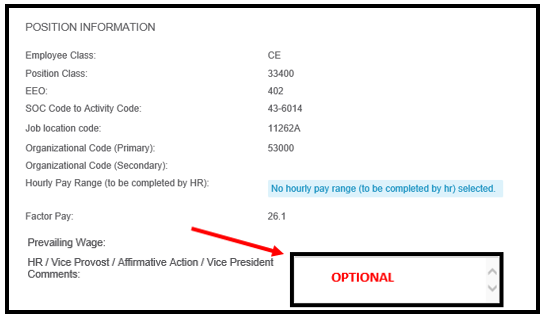 POSITION INFORMATION
Employee Class: CE
Position Class: 33400
EEO: 402
SOC Code to Activity Code: 43-6014
Job location code: 11262A
Organizational Code (Primary): 53000
Organizational Code (Secondary):
Hourly Pay Range (to be completed by HR): No hourly pay range (to be completed by hr) selected.
Factor Pay: 26.1
Prevailing Wage:
HR / Vice Provost / Affirmative Action / Vice President
Comments: OPTIONAL